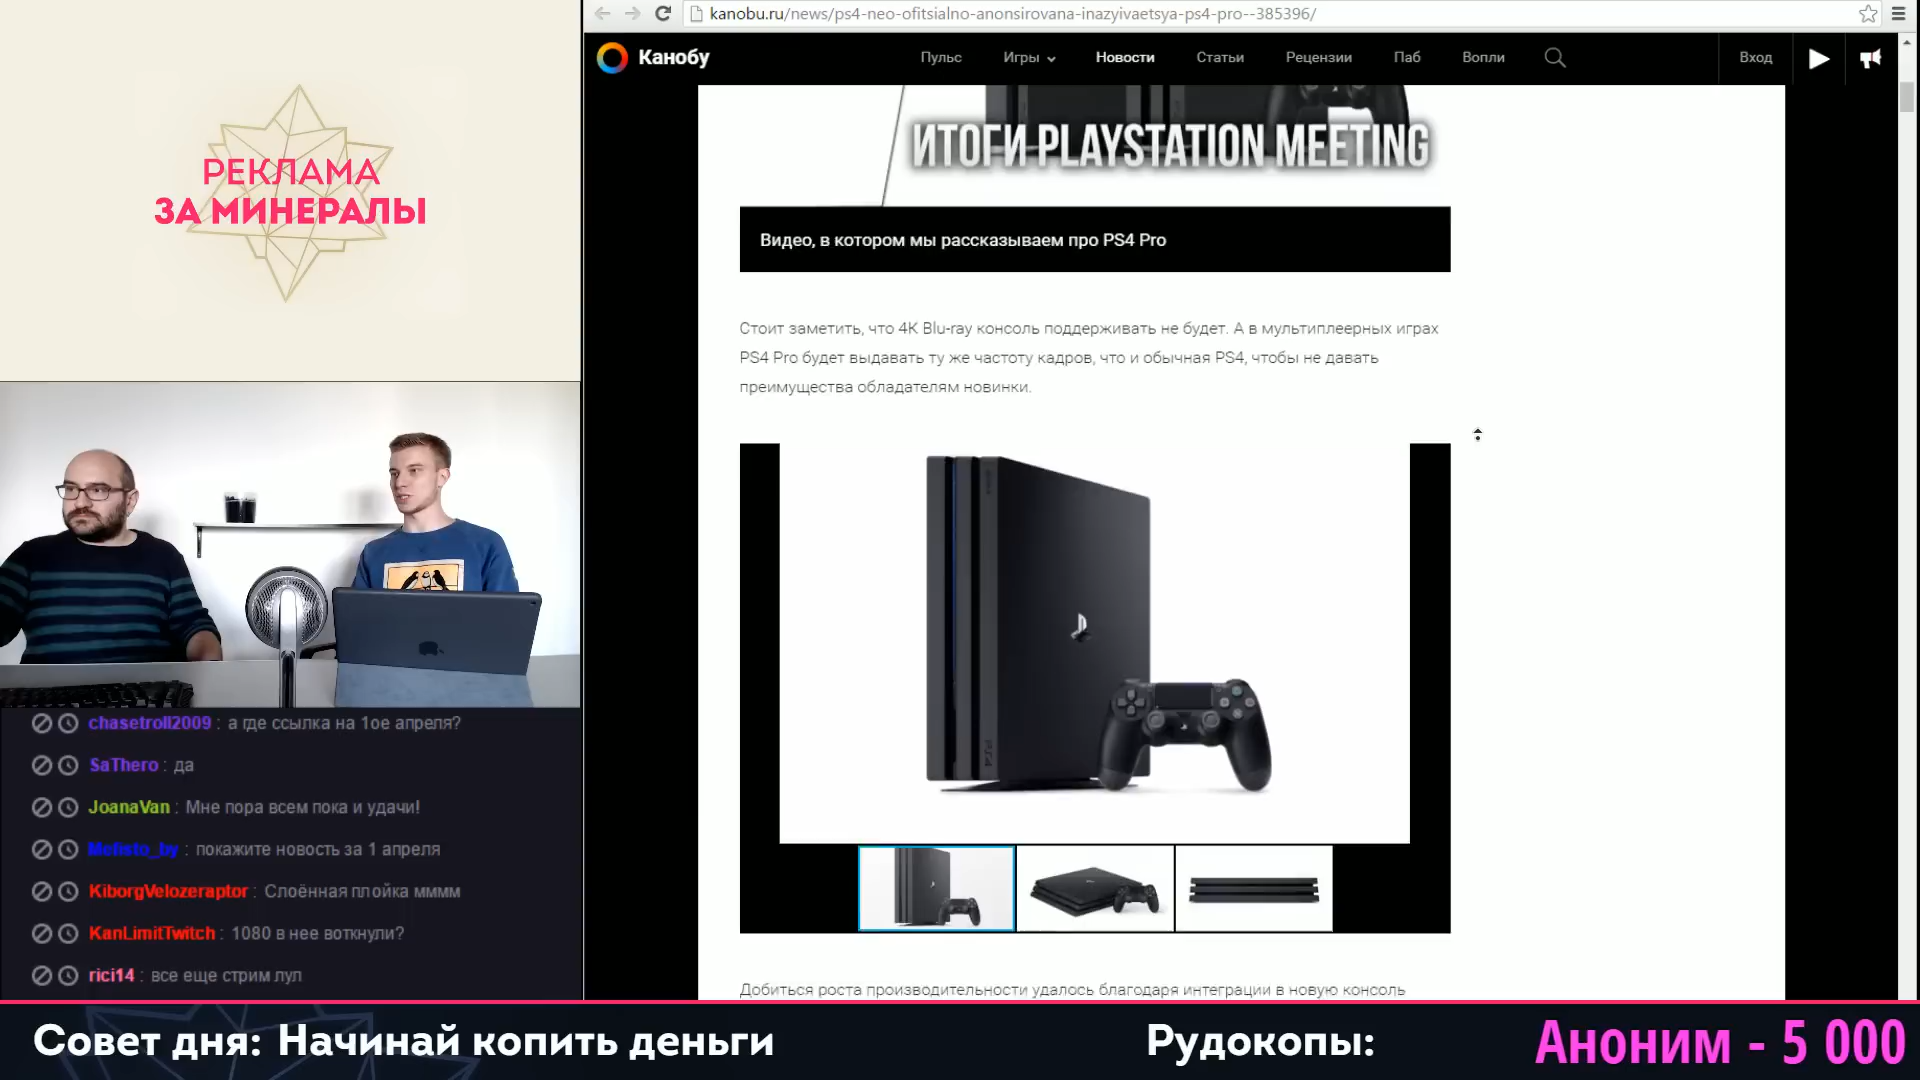 kanobu.ru/news/ps4-neo-ofitsialno-anonsirovana-inazyivaetsya-ps4-pro--385396/
Канобу
Пульс
Игры
Новости
Статьи
Рецензии
Паб
Вопли
Вход
РЕКЛАМА
ЗА МИНЕРАЛЫ
ИТОГИ PLAYSTATION MEETING
Видео, в котором мы рассказываем про PS4 Pro
Стоит заметить, что 4K Blu-ray консоль поддерживать не будет. А в мультиплеерных играх
PS4 Pro будет выдавать ту же частоту кадров, что и обычная PS4, чтобы не давать
преимущества обладателям новинки.
PS4
Добиться роста производительности удалось благодаря интеграции в новую консоль
chasetroll2009 : а где ссылка на 1ое апреля?
SaThero : да
JoanaVan : Мне пора всем пока и удачи!
Mefisto_by : покажите новость за 1 апреля
KiborgVelozeraptor : Слоённая плойка мммм
KanLimitTwitch : 1080 в нее воткнули?
rici14 : все еще стрим лул
Совет дня: Начинай копить деньги
Рудокопы:
Аноним - 5 000